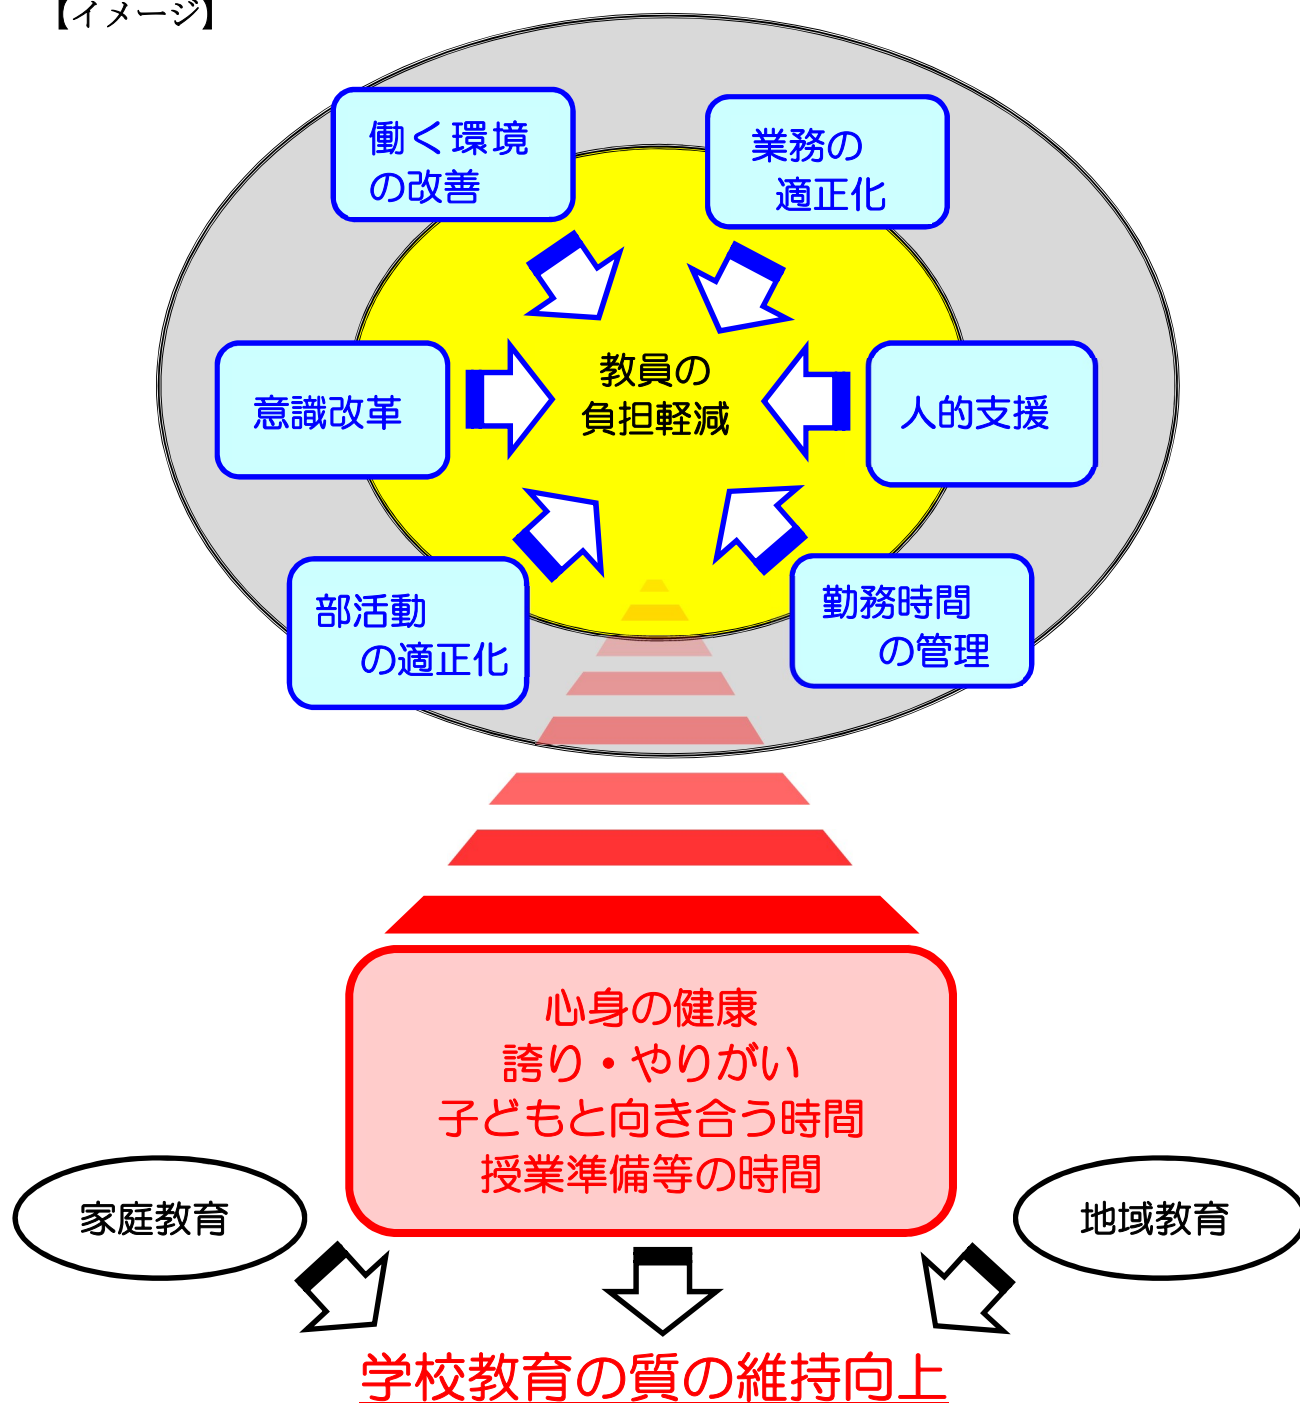 【イメージ】
働く環境
の改善
業務の
適正化
教員の
負担軽減
意識改革
人的支援
部活動
の適正化
勤務時間
の管理
心身の健康
誇り・やりがい
子どもと向き合う時間
授業準備等の時間
家庭教育
地域教育
学校教育の質の維持向上